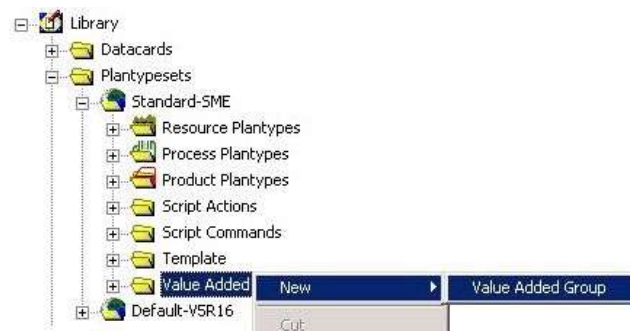 Library
Datacards
Plantypesets
Standard-SME
Resource Plantypes
Process Plantypes
Product Plantypes
Script Actions
Script Commands
Template
Value Added New Value Added Group
Default-V5R16 Cut